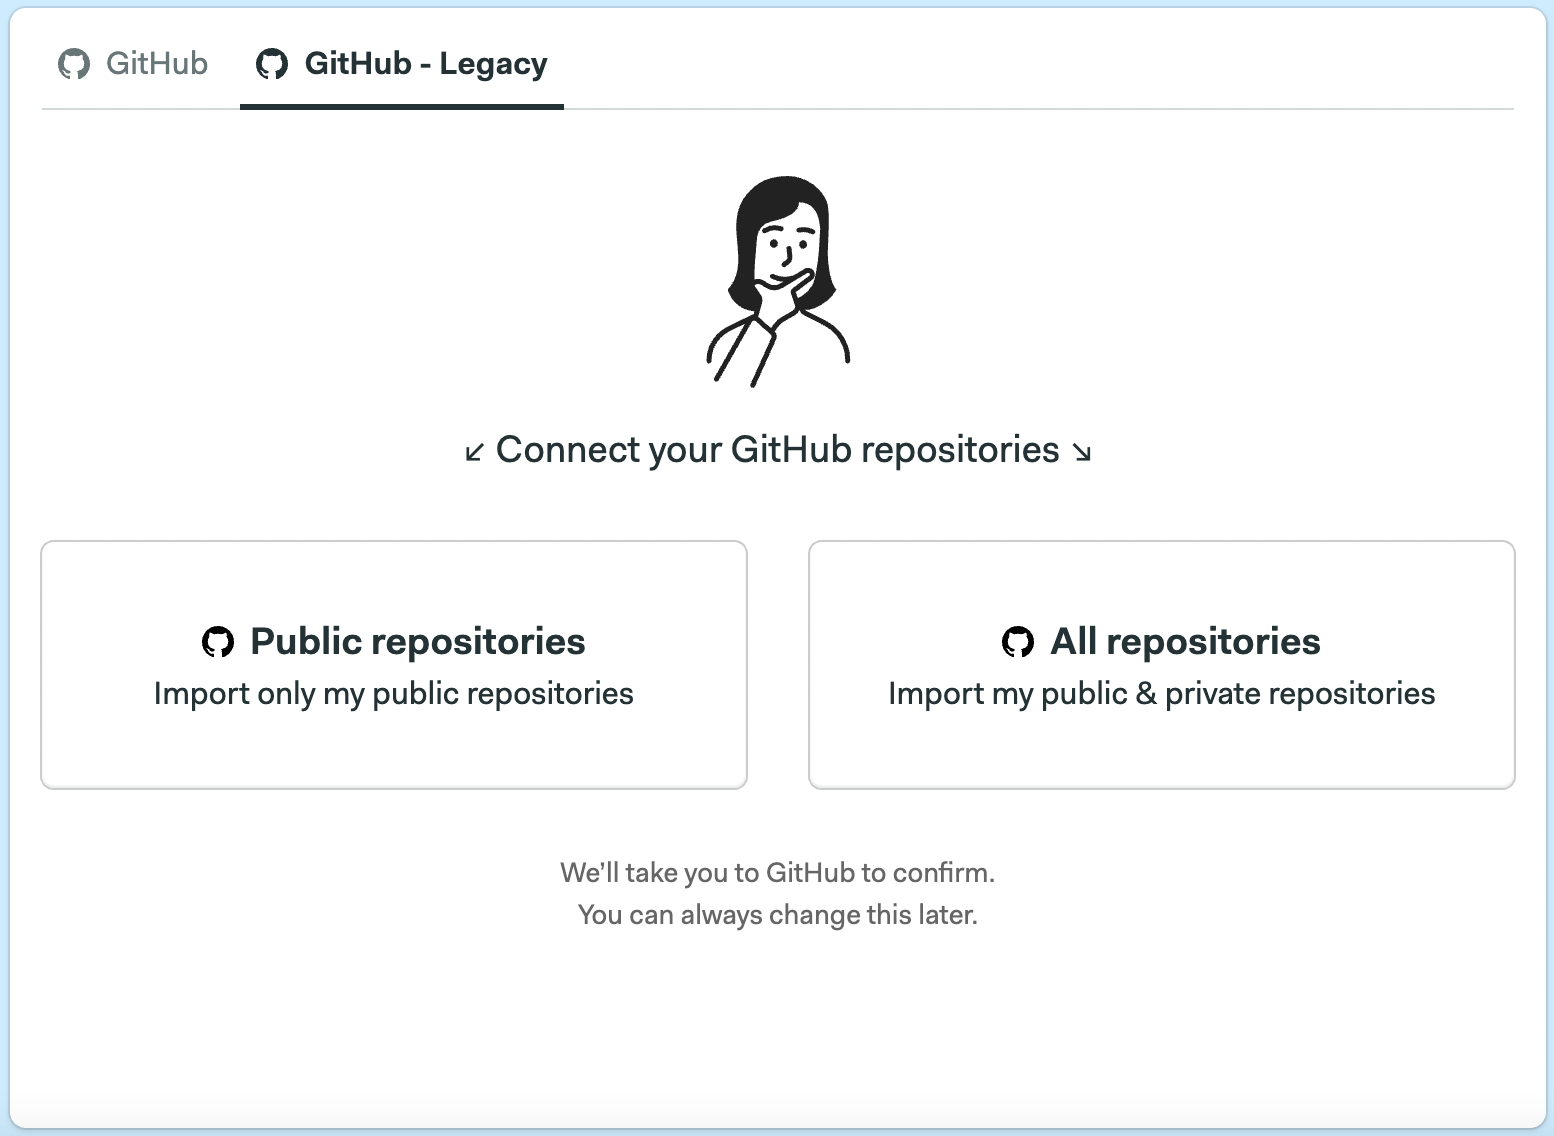 GitHub
GitHub - Legacy
↙ Connect your GitHub repositories ↘
Public repositories
Import only my public repositories
All repositories
Import my public & private repositories
We’ll take you to GitHub to confirm.
You can always change this later.